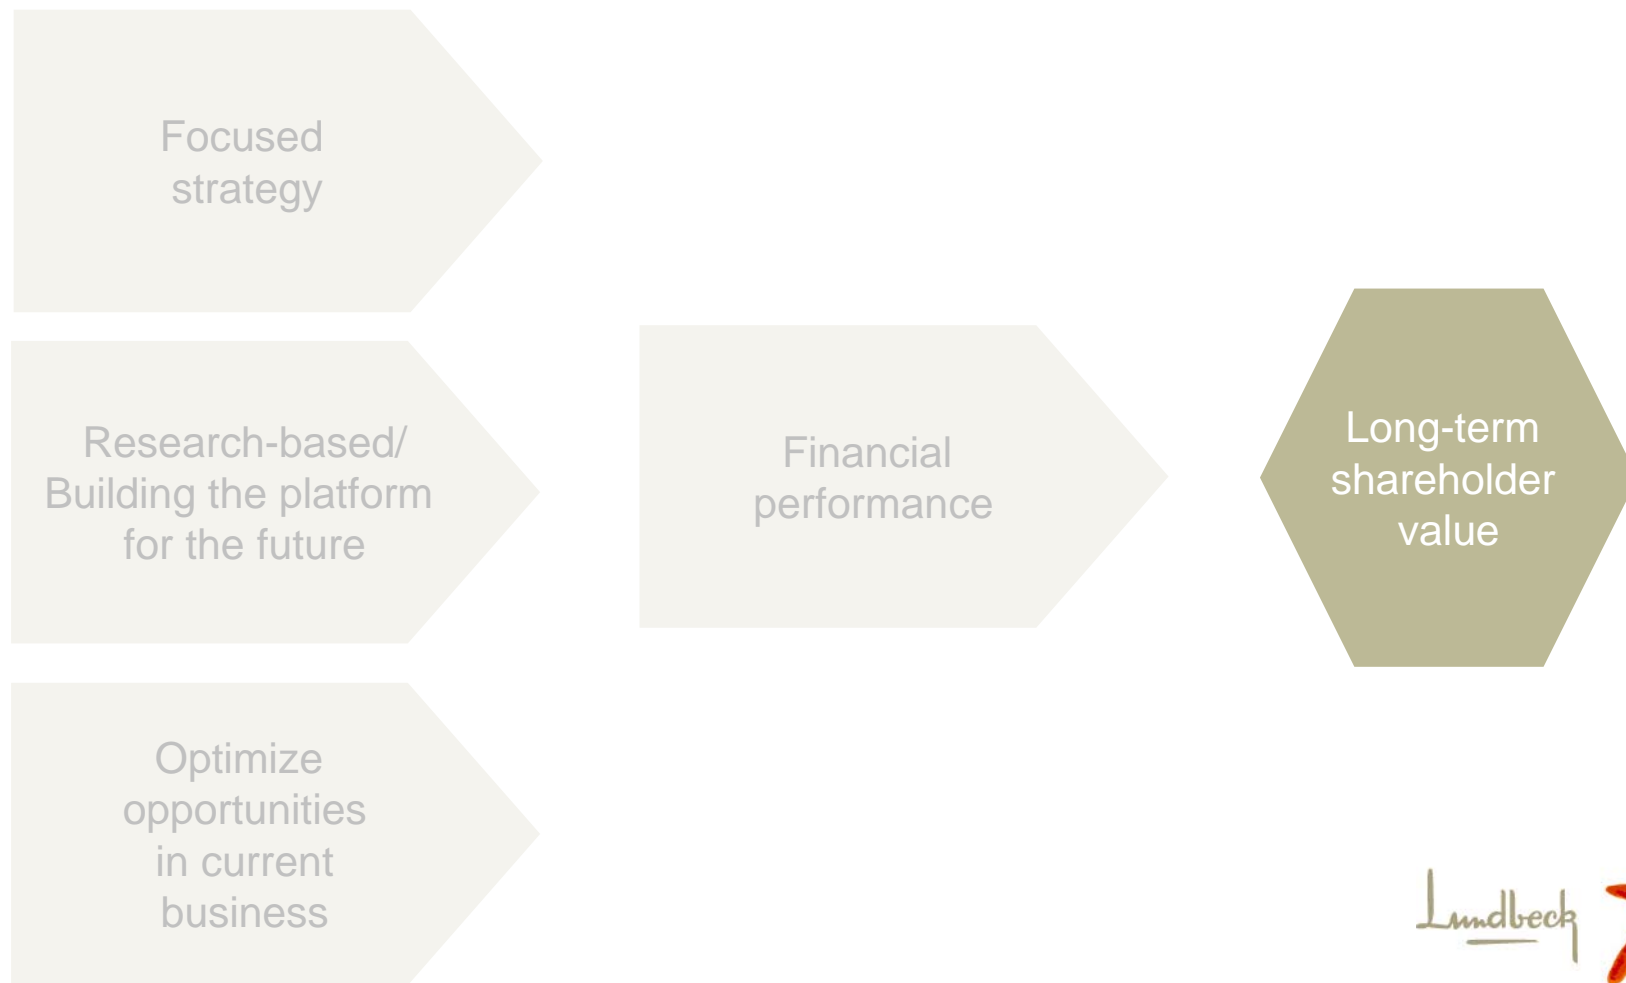 Focused
strategy
Research-based/
Building the platform
for the future
Optimize
opportunities
in current
business
Financial
performance
Long-term
shareholder
value
Lundbeck